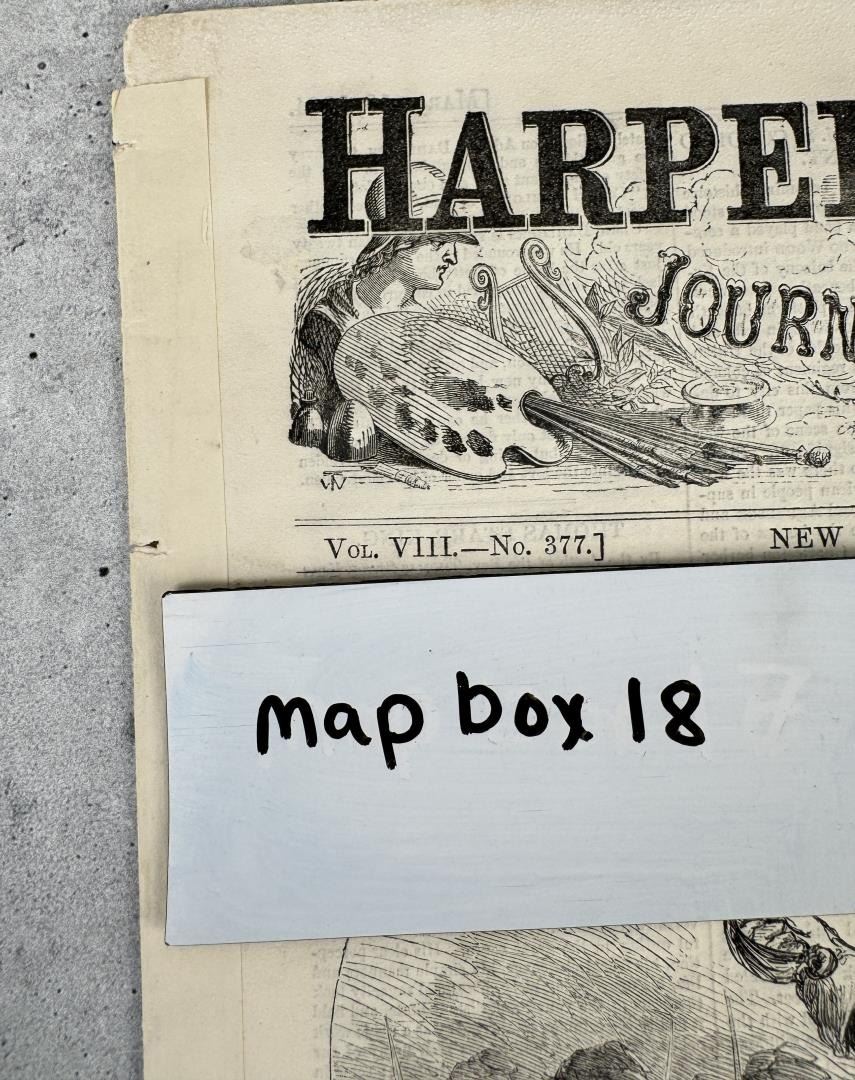 HARPE
JOURN
VOL. VIII.—No. 377.] NEW
map box 18